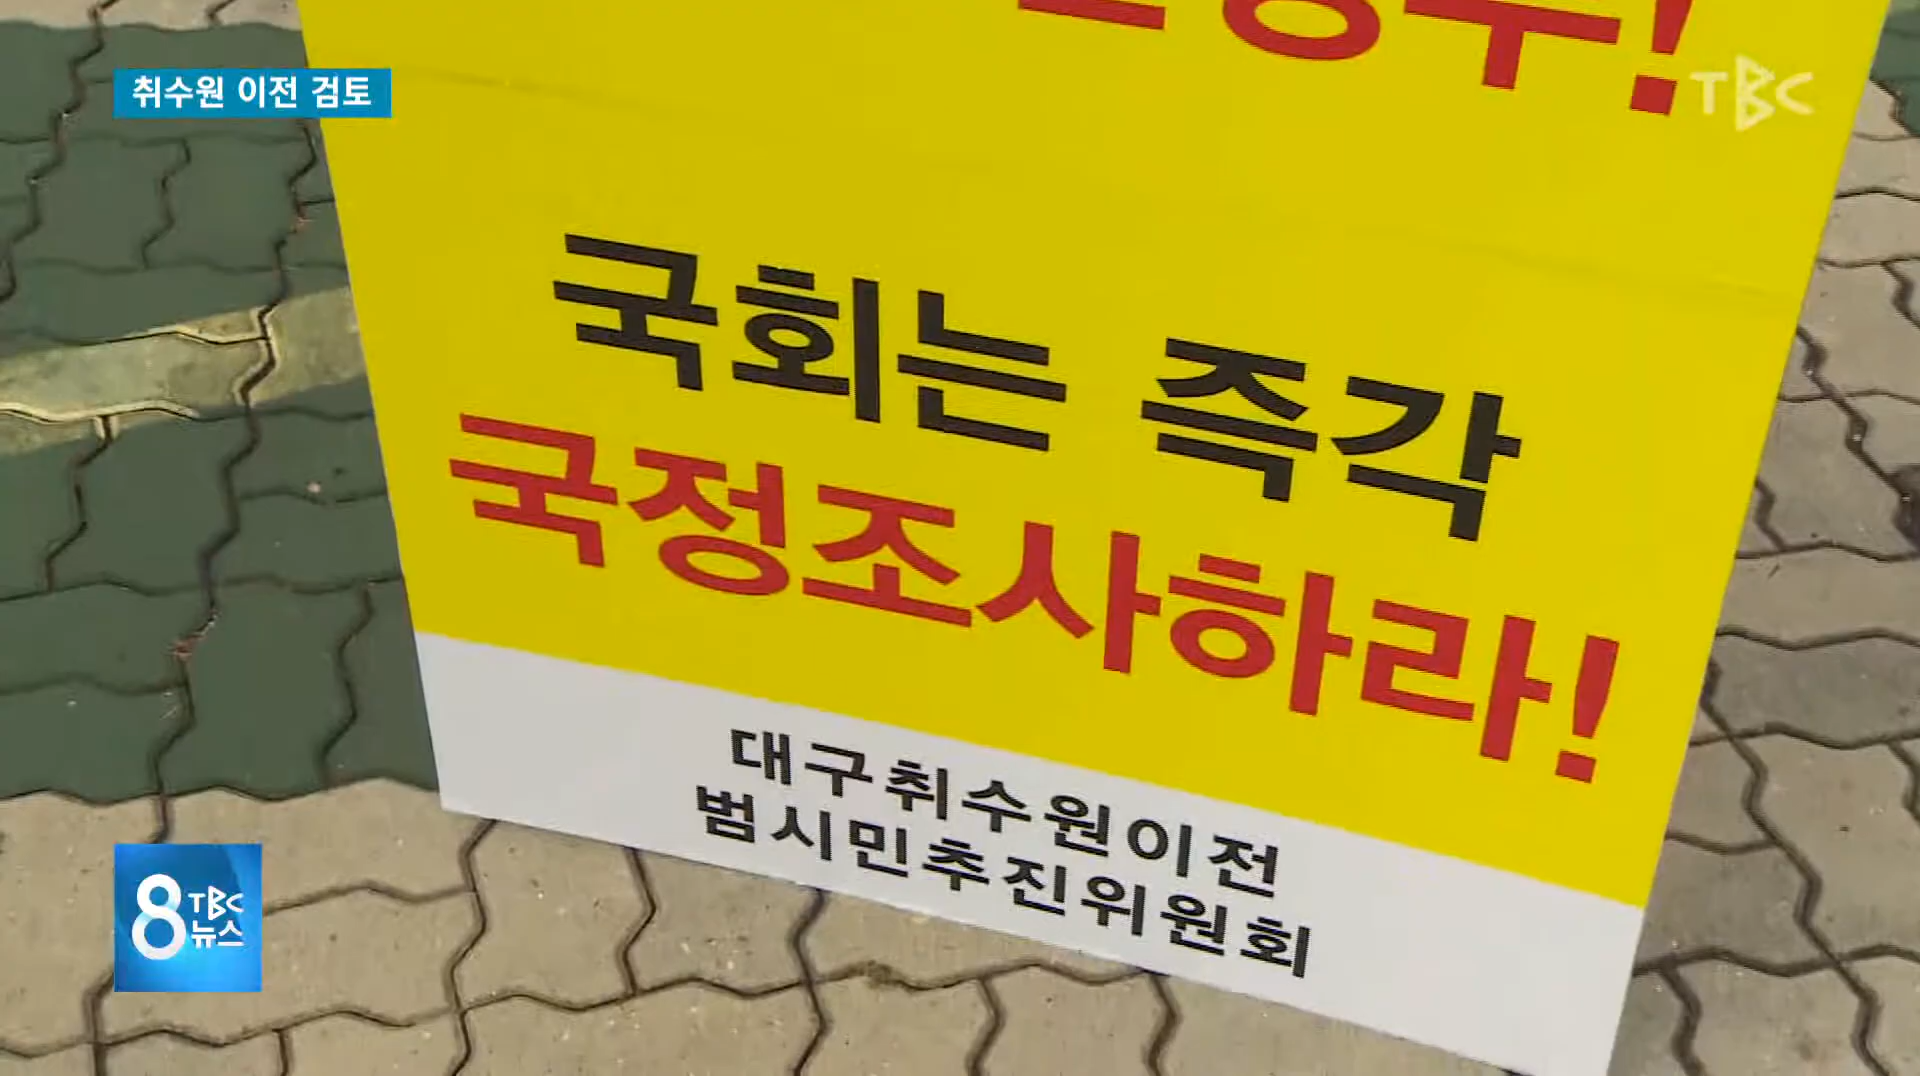 취수원 이전 검토
TBC
국회는 즉각
국정조사하라!
대구취수원이전
범시민추진위원회
8 TBC
뉴스